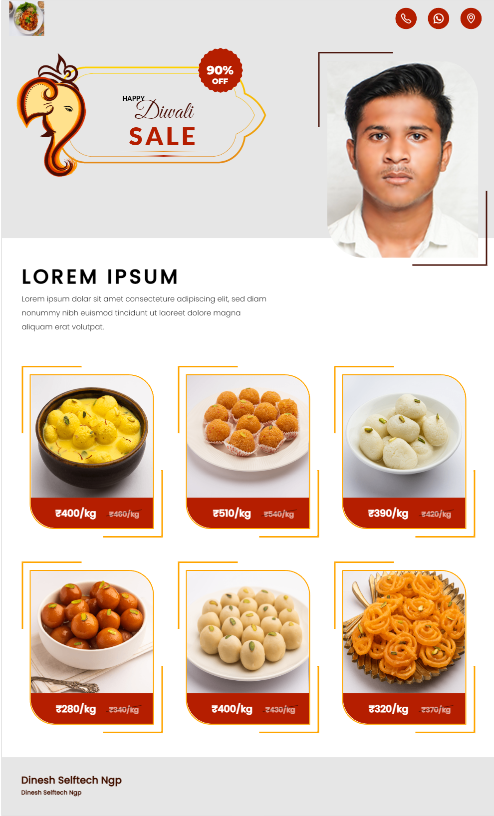 90%
OFF
HAPPY
Diwali
SALE
LOREM IPSUM
Lorem ipsum dolor sit amet consecteture adipiscing elit, sed diam
nonummy nibh euismod tincidunt ut laoreet dolore magna
aliquam erat volutpat.
₹400/kg ₹460/kg
₹510/kg ₹540/kg
₹390/kg ₹420/kg
₹280/kg ₹340/kg
₹400/kg ₹430/kg
₹320/kg ₹370/kg
Dinesh Selftech Ngp
Dinesh Selftech Ngp